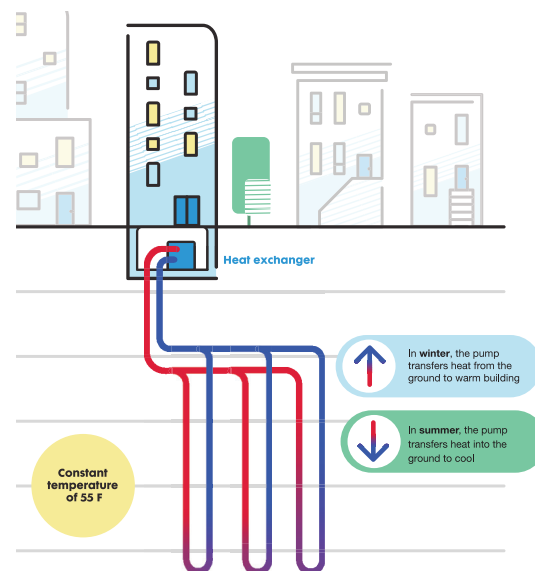 Heat exchanger
In winter, the pump
transfers heat from the
ground to warm building
In summer, the pump
transfers heat into the
ground to cool
Constant
temperature
of 55 F